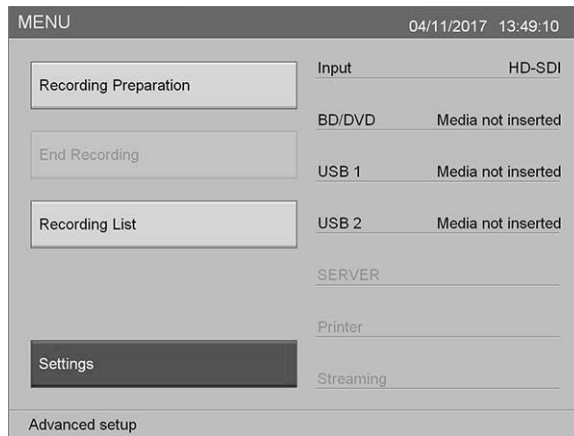 MENU 04/11/2017 13:49:10
Recording Preparation
End Recording
Recording List
Settings
Input HD-SDI
BD/DVD Media not inserted
USB 1 Media not inserted
USB 2 Media not inserted
SERVER
Printer
Streaming
Advanced setup